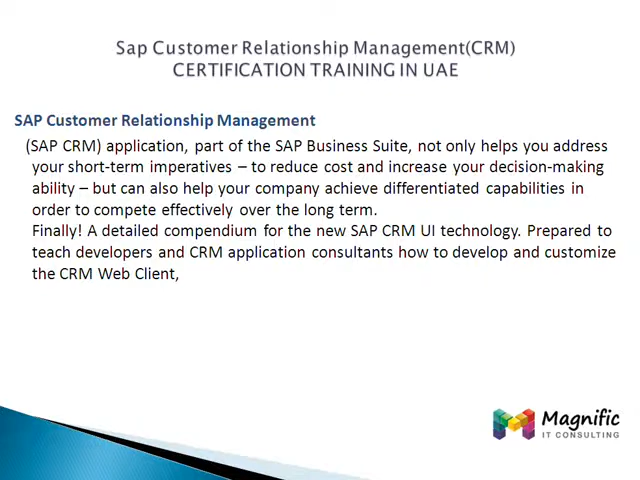 Sap Customer Relationship Management(CRM)
CERTIFICATION TRAINING IN UAE
SAP Customer Relationship Management
(SAP CRM) application, part of the SAP Business Suite, not only helps you address
your short-term imperatives – to reduce cost and increase your decision-making
ability – but can also help your company achieve differentiated capabilities in
order to compete effectively over the long term.
Finally! A detailed compendium for the new SAP CRM UI technology. Prepared to
teach developers and CRM application consultants how to develop and customize
the CRM Web Client,
Magnific
IT CONSULTING